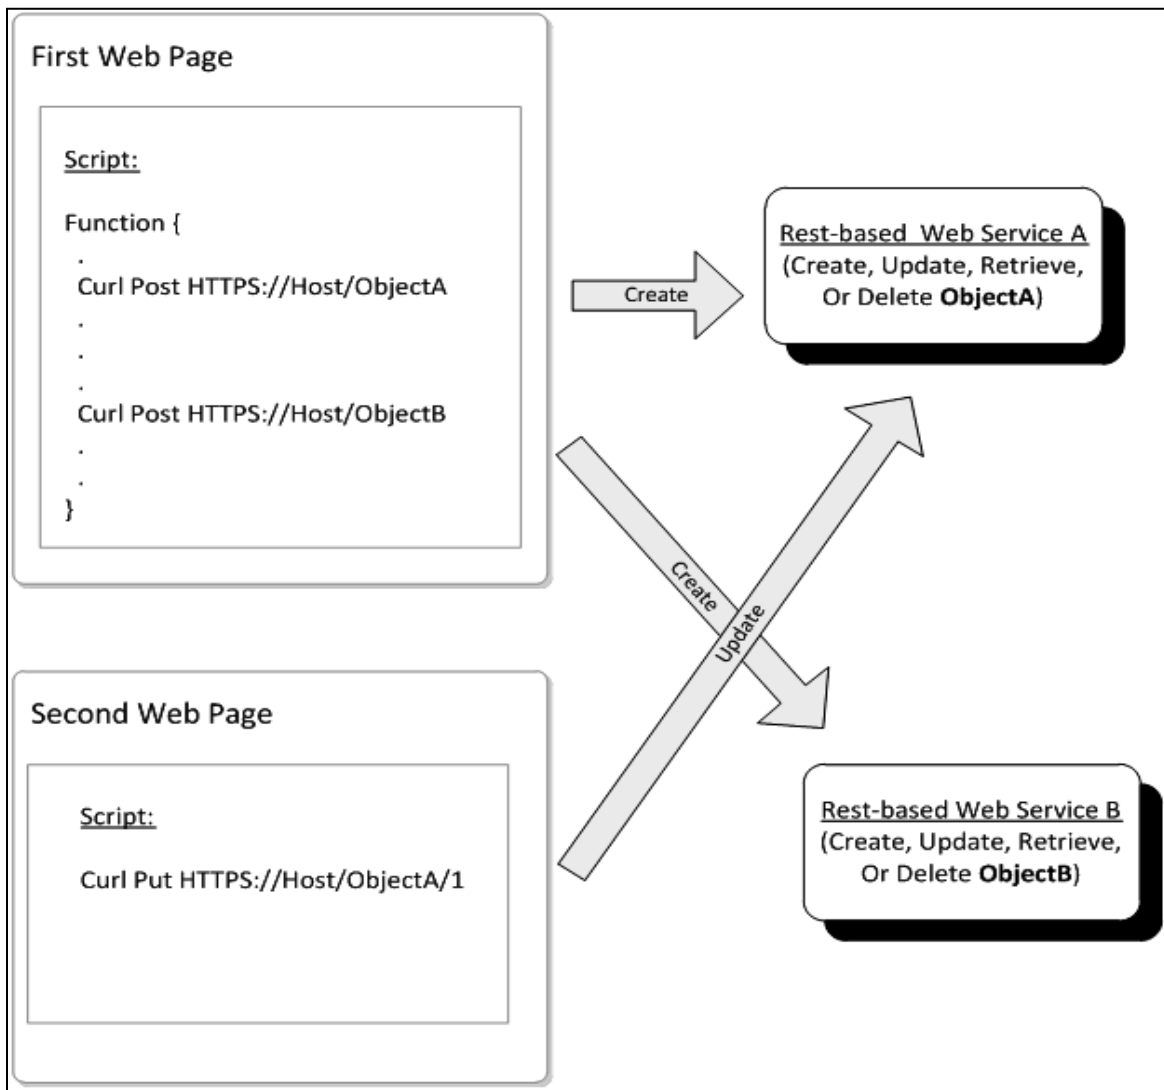 First Web Page
Script:
Function {
.
Curl Post HTTPS://Host/ObjectA
.
.
.
Curl Post HTTPS://Host/ObjectB
.
.
}
Create
Rest-based Web Service A
(Create, Update, Retrieve,
Or Delete ObjectA)
Create
Update
Second Web Page
Script:
Curl Put HTTPS://Host/ObjectA/1
Rest-based Web Service B
(Create, Update, Retrieve,
Or Delete ObjectB)